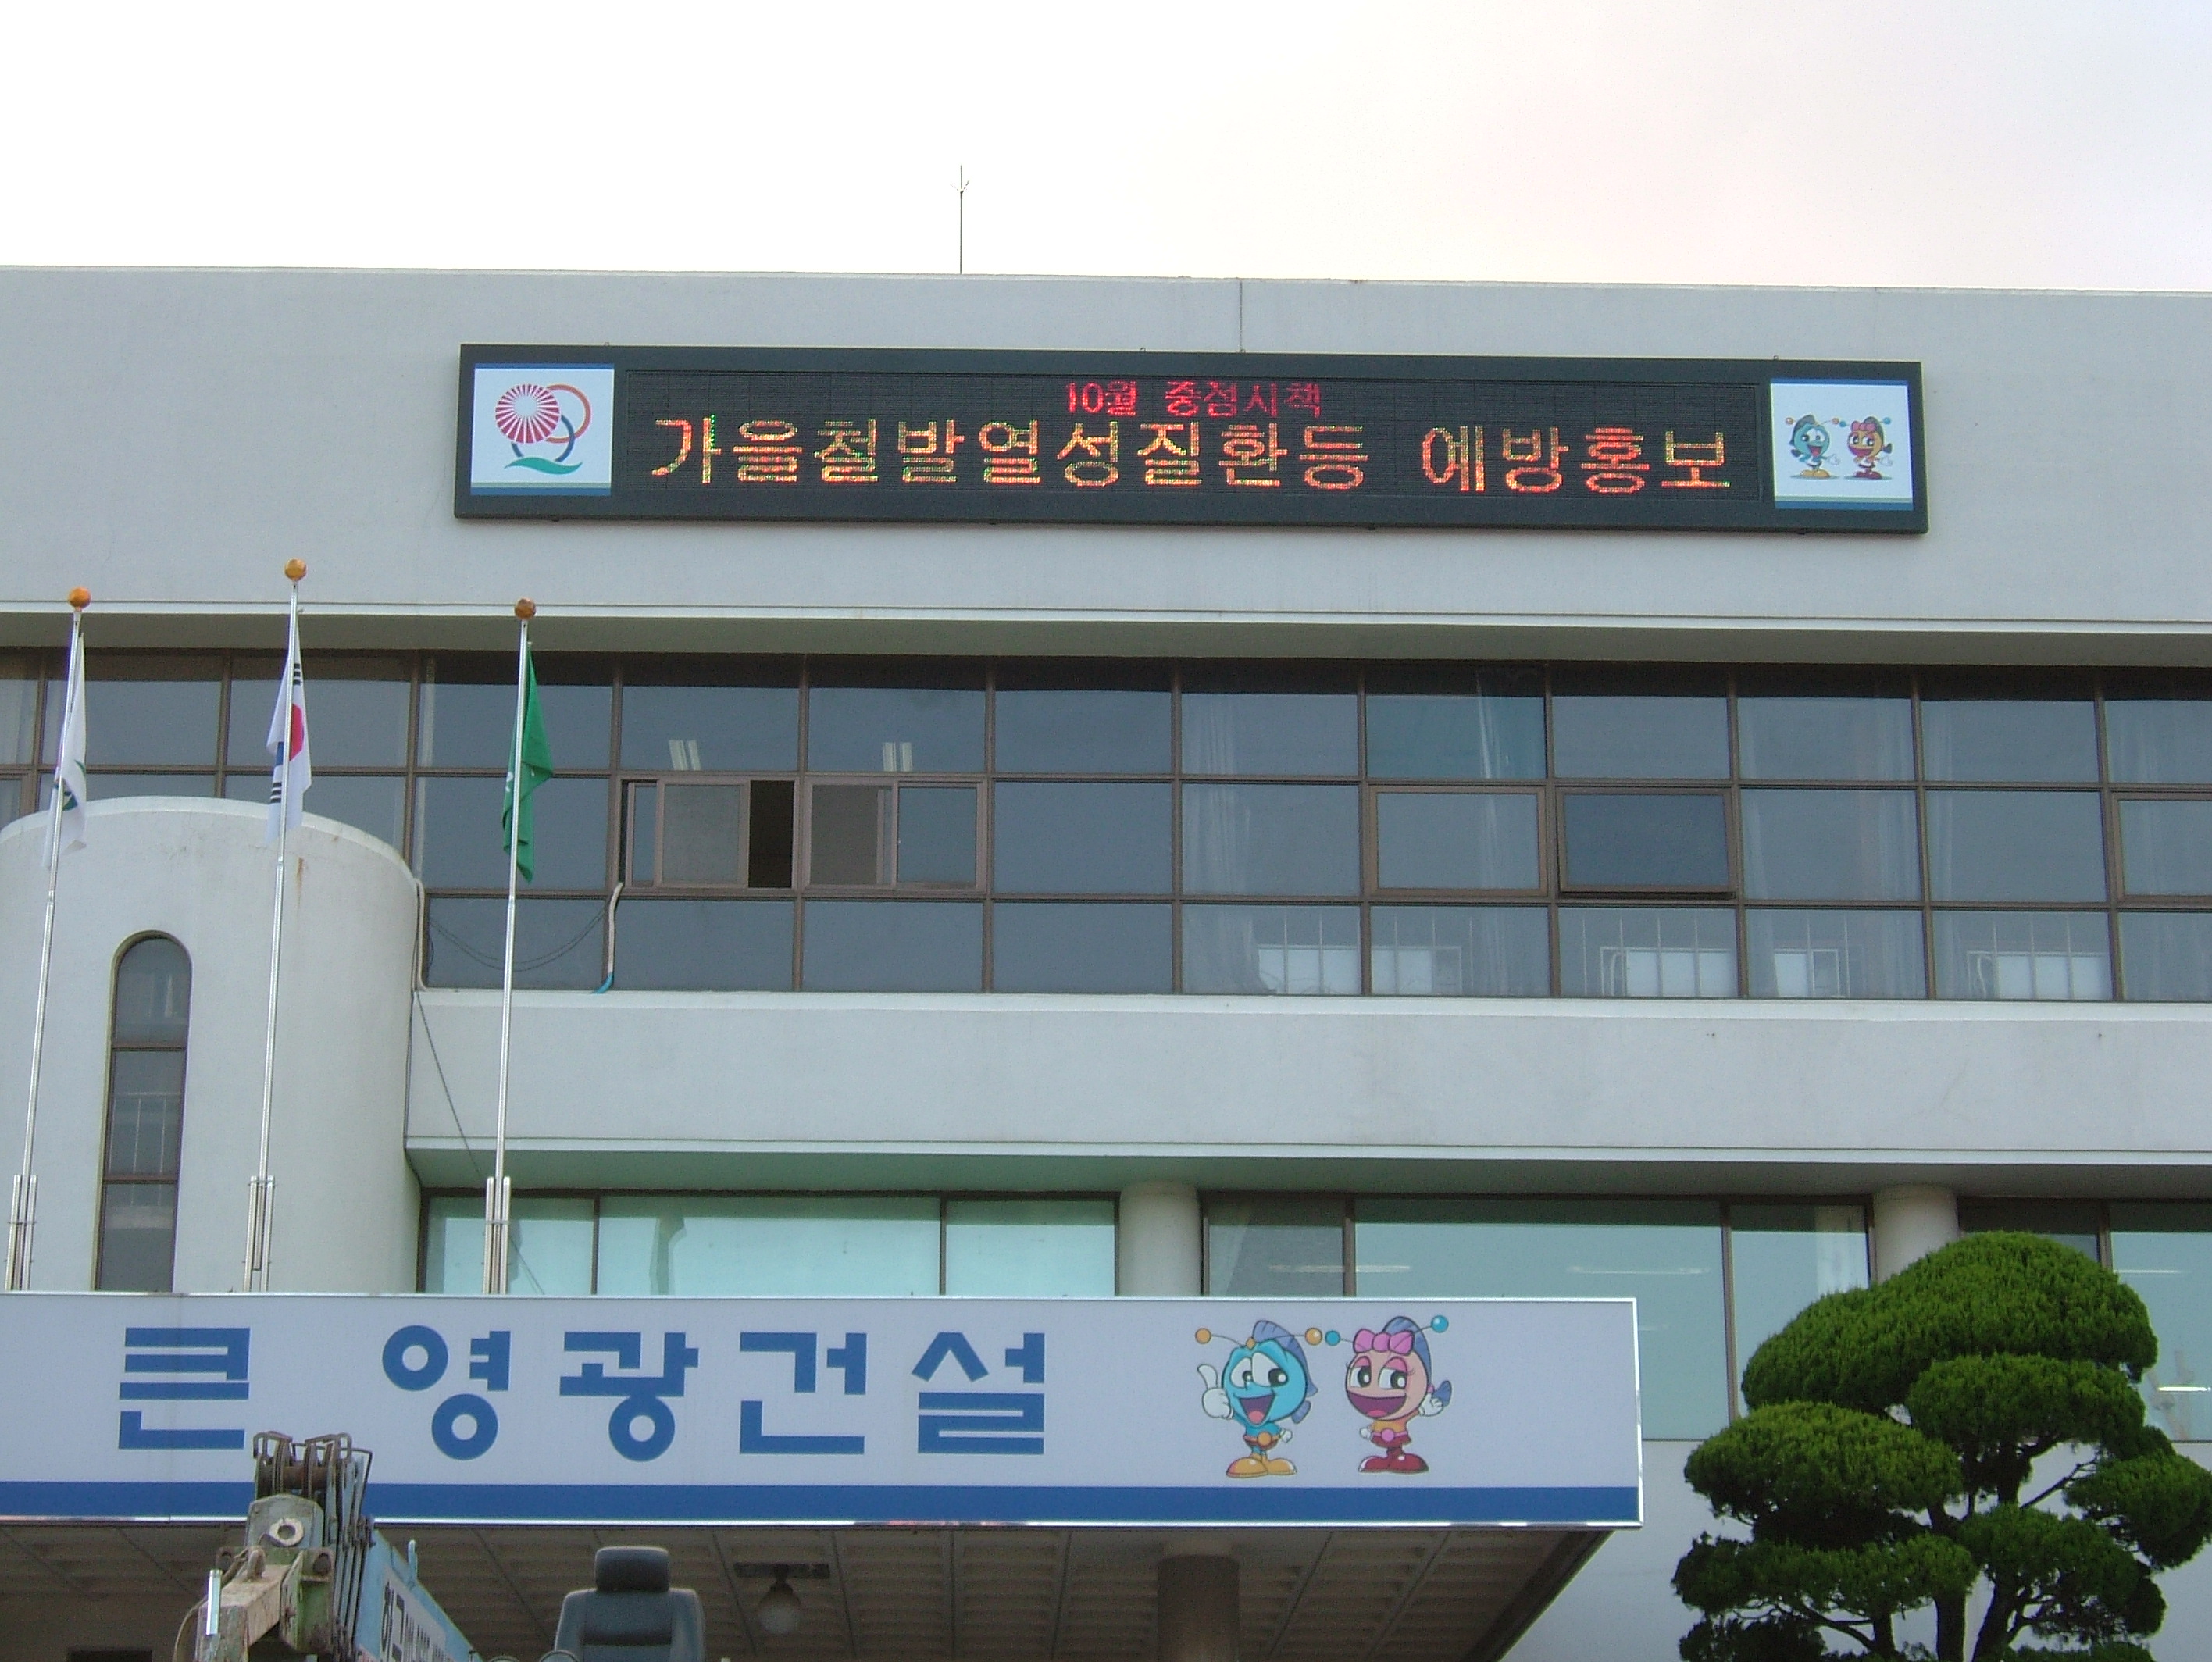 10월 중점시책
가을철발열성질환등 예방홍보
큰 영광건설